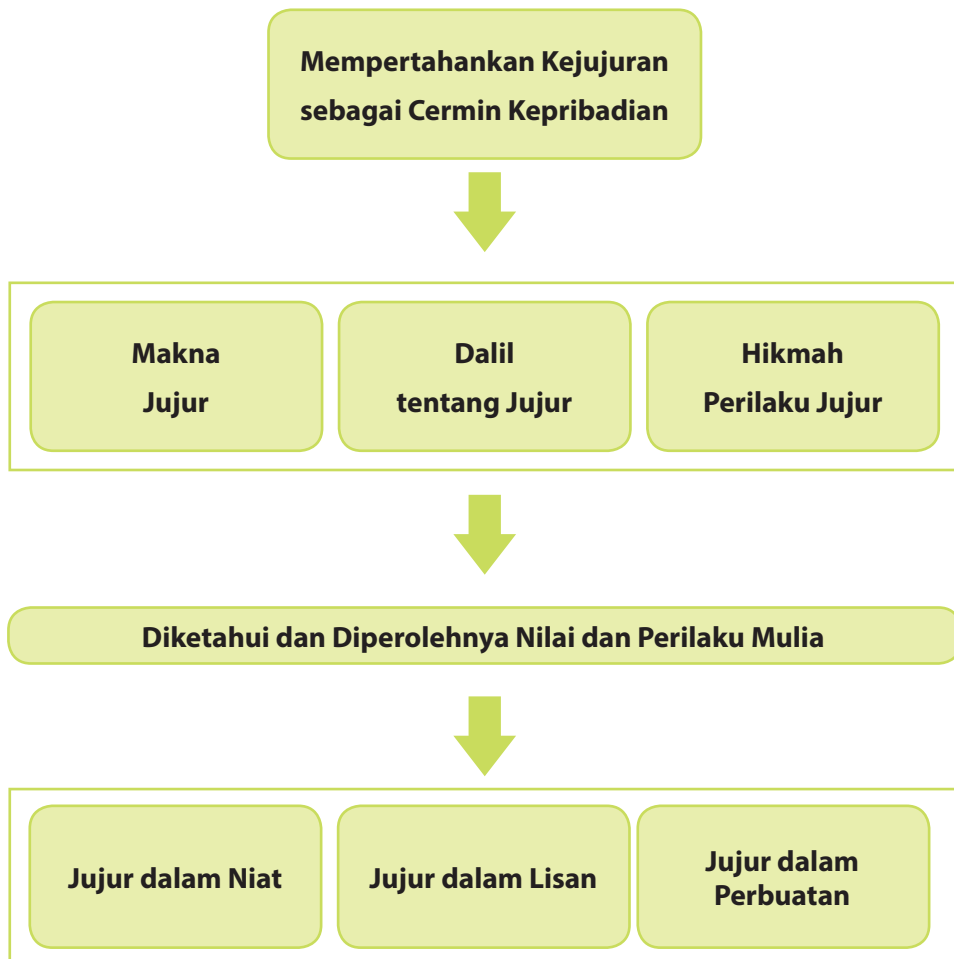 Mempertahankan Kejujuran
sebagai Cermin Kepribadian
Makna
Jujur
Dalil
tentang Jujur
Hikmah
Perilaku Jujur
Diketahui dan Diperolehnya Nilai dan Perilaku Mulia
Jujur dalam Niat
Jujur dalam Lisan
Jujur dalam
Perbuatan